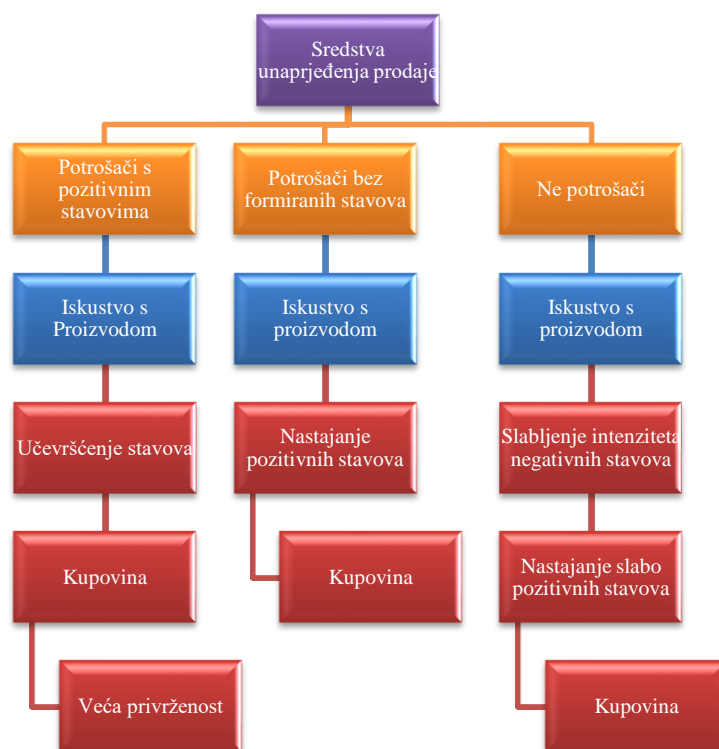 Sredstva
unaprjeđenja prodaje
Potrošači s
pozitivnim
stavovima
Potrošači bez
formiranih stavova
Ne potrošači
Iskustvo s
Proizvodom
Iskustvo s
proizvodom
Iskustvo s
proizvodom
Učevršćenje stavova
Nastajanje
pozitivnih stavova
Slabljenje intenziteta
negativnih stavova
Kupovina
Kupovina
Nastajanje slabo
pozitivnih stavova
Veća privrženost
Kupovina